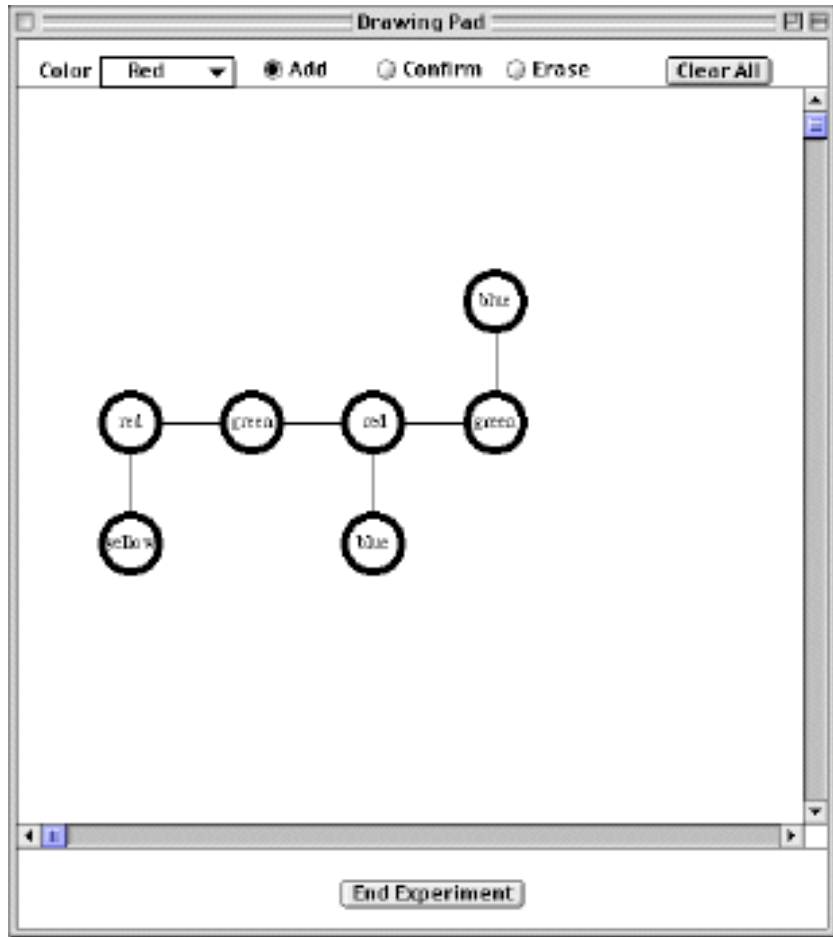 Drawing Pad
Color Red Add Confirm Erase Clear All
blue
red green red green
yellow blue
End Experiment